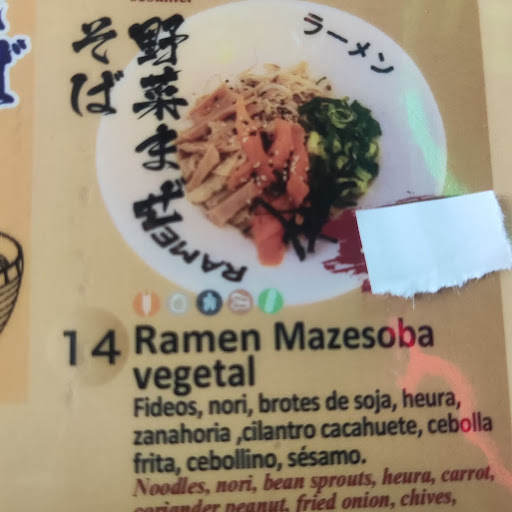 野菜まぜ
そば
ラーメン
RAMEN
14 Ramen Mazesoba
vegetal
Fideos, nori, brotes de soja, heura,
zanahoria ,cilantro cacahuete, cebolla
frita, cebollino, sésamo.
Noodles, nori, bean sprouts, heura, carrot,
coriander peanut, fried onion, chives,